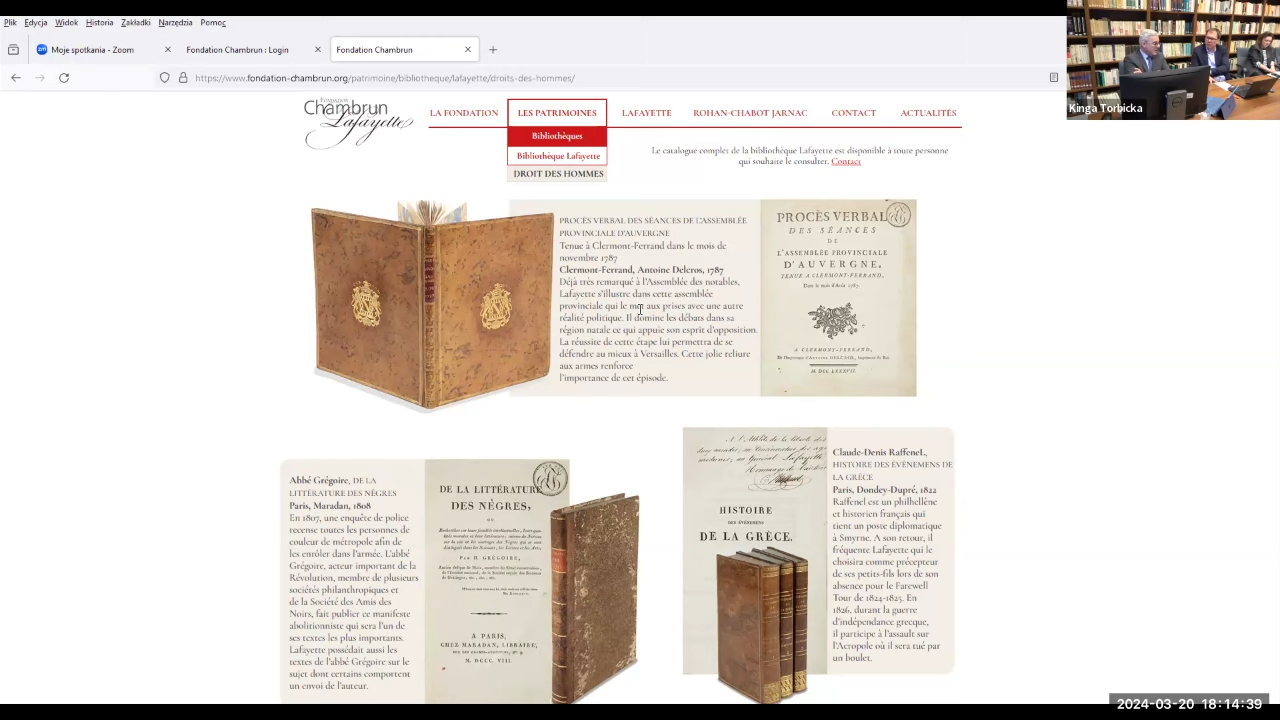 Plik Edycja Widok Historia Zakładki Narzędzia Pomoc
Moje spotkania - Zoom
Fondation Chambrun : Login
Fondation Chambrun
https://www.fondation-chambrun.org/patrimoine/bibliotheque/lafayette/droits-des-hommes/
Kinga Torbicka
FONDATION
Chambrun
Lafayette
LA FONDATION
LES PATRIMOINES
LAFAYETTE
ROHAN-CHABOT JARNAC
CONTACT
ACTUALITÉS
Bibliothèques
Bibliothèque Lafayette
DROIT DES HOMMES
Le catalogue complet de la bibliothèque Lafayette est disponible à toute personne
qui souhaite le consulter. Contact
PROCÈS VERBAL DES SÉANCES DE L'ASSEMBLÉE
PROVINCIALE D'AUVERGNE
Tenue à Clermont-Ferrand dans le mois de
novembre 1787
Clermont-Ferrand, Antoine Delcros, 1787
Déjà très remarqué à l'Assemblée des notables,
Lafayette s'illustre dans cette assemblée
provinciale qui le met aux prises avec une autre
réalité politique. Il domine les débats dans sa
région natale ce qui appuie son esprit d'opposition.
La réussite de cette étape lui permettra de se
défendre au mieux à Versailles. Cette jolie reliure
aux armes renforce
l'importance de cet épisode.
PROCÈS VERBAL
DES SÉANCES
DE
L'ASSEMBLÉE PROVINCIALE
D'AUVERGNE,
TENUE A CLERMONT-FERRAND,
Dans le mois d'Août 1787.
A CLERMONT-FERRAND,
M. DCC. LXXXVII.
Abbé Grégoire, DE LA
LITTÉRATURE DES NÈGRES
Paris, Maradan, 1808
En 1807, une enquête de police
recense toutes les personnes de
couleur de métropole afin de
les enrôler dans l'armée. L'abbé
Grégoire, acteur important de la
Révolution, membre de plusieurs
sociétés philanthropiques et
de la Société des Amis des
Noirs, fait publier ce manifeste
abolitionniste qui sera l'un de
ses textes les plus importants.
Lafayette possédait aussi les
textes de l'abbé Grégoire sur le
sujet dont certains comportent
un envoi de l'auteur.
DE LA LITTÉRATURE
DES NÈGRES,
OU
PAR H. GRÉGOIRE,
A PARIS,
CHEZ MARADAN, LIBRAIRE,
M. DCCC. VIII.
HISTOIRE
DES ÉVÉNEMENS
DE LA GRÈCE.
Claude-Denis RaffeneL,
HISTOIRE DES ÉVÉNEMENS DE
LA GRÈCE
Paris, Dondey-Dupré, 1822
Raffenel est un philhellène
et historien français qui
tient un poste diplomatique
à Smyrne. A son retour, il
fréquente Lafayette qui le
choisira comme précepteur
de ses petits-fils lors de son
absence pour le Farewell
Tour de 1824-1825. En
1826, durant la guerre
d'indépendance grecque,
il participe à l'assaut sur
l'Acropole où il sera tué par
un boulet.
2024-03-20 18:14:39